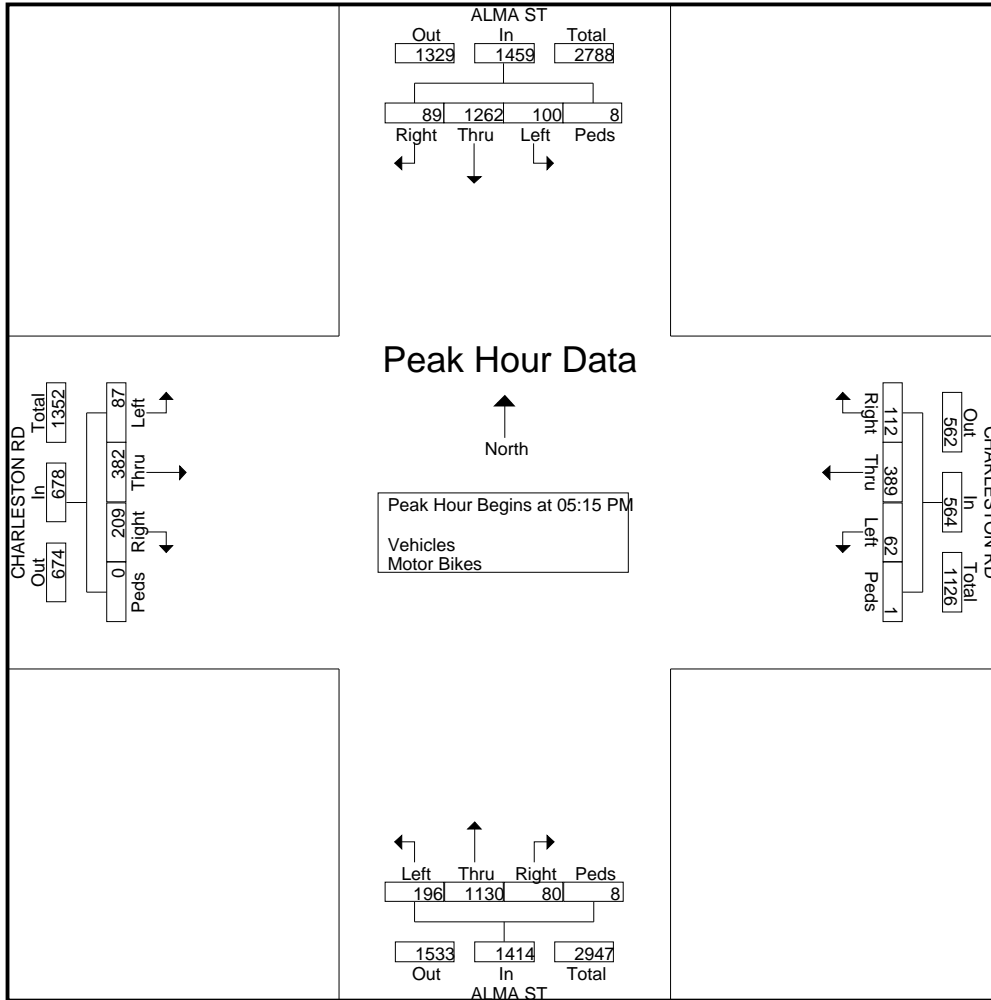 ALMA ST
Out In Total
1329 1459 2788
89 1262 100 8
Right Thru Left Peds
Peak Hour Data
North
Peak Hour Begins at 05:15 PM
Vehicles
Motor Bikes
CHARLESTON RD
Total In Out
1352 678 674
87 382 209 0
Left Thru Right Peds
CHARLESTON RD
Out In Total
562 564 1126
112 389 62 1
Right Thru Left Peds
Left Thru Right Peds
196 1130 80 8
1533 1414 2947
Out In Total
ALMA ST